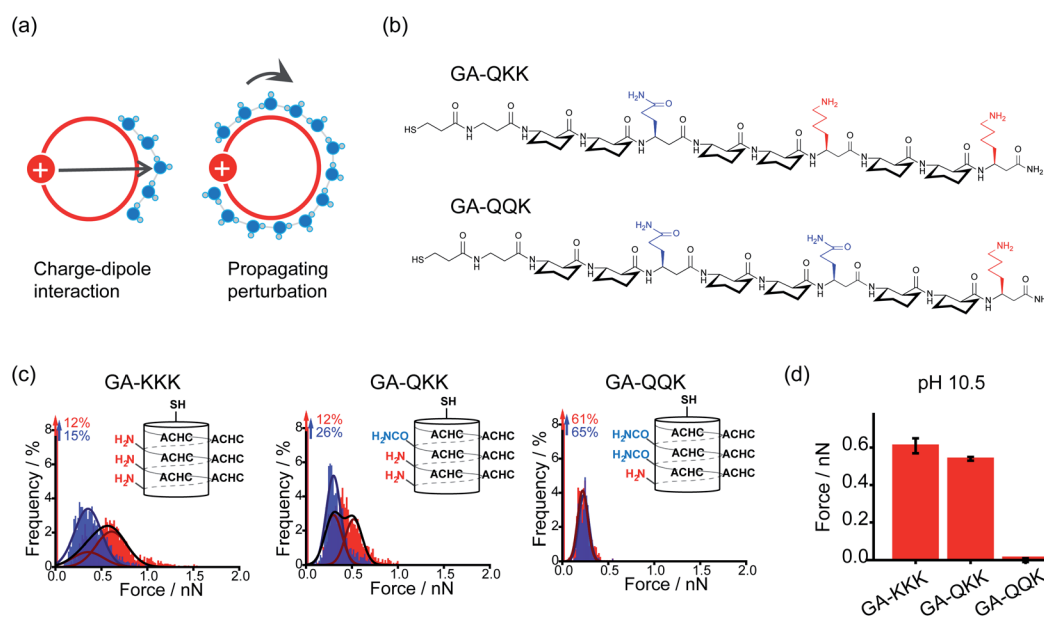 (a)
+
+
Charge-dipole
interaction
Propagating
perturbation
(b)
GA-QKK
HS
O
N
H
O
N
H
O
N
H
O
H₂N
O
N
H
O
N
H
O
N
H
O
NH₂
N
H
O
N
H
O
N
H
O
NH₂
N
H
O
NH₂
GA-QQK
HS
O
N
H
O
N
H
O
N
H
O
H₂N
O
N
H
O
N
H
O
N
H
O
H₂N
O
N
H
O
N
H
O
N
H
O
NH₂
N
H
O
(c)
GA-KKK
12%
15%
SH
H₂N
H₂N
H₂N
ACHC
ACHC
ACHC
ACHC
ACHC
ACHC
Frequency / %
8
6
4
2
0
0.0
0.5
1.0
1.5
2.0
Force / nN
GA-QKK
12%
26%
SH
H₂NCO
H₂N
H₂N
ACHC
ACHC
ACHC
ACHC
ACHC
ACHC
Frequency / %
8
6
4
2
0
0.0
0.5
1.0
1.5
2.0
Force / nN
GA-QQK
61%
65%
SH
H₂NCO
H₂NCO
H₂N
ACHC
ACHC
ACHC
ACHC
ACHC
ACHC
Frequency / %
8
6
4
2
0
0.0
0.5
1.0
1.5
2.0
Force / nN
(d)
pH 10.5
Force / nN
0.6
0.4
0.2
0.0
GA-KKK
GA-QKK
GA-QQK